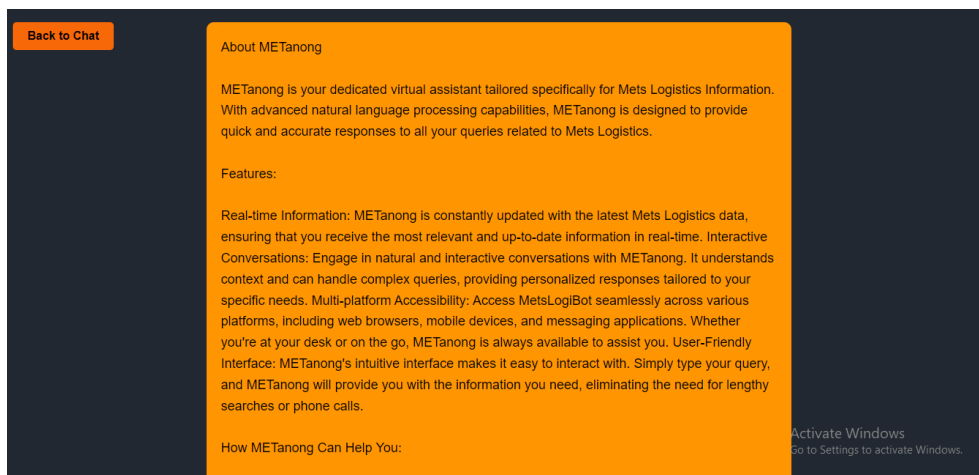 Back to Chat
About METanong
METanong is your dedicated virtual assistant tailored specifically for Mets Logistics Information.
With advanced natural language processing capabilities, METanong is designed to provide
quick and accurate responses to all your queries related to Mets Logistics.
Features:
Real-time Information: METanong is constantly updated with the latest Mets Logistics data,
ensuring that you receive the most relevant and up-to-date information in real-time. Interactive
Conversations: Engage in natural and interactive conversations with METanong. It understands
context and can handle complex queries, providing personalized responses tailored to your
specific needs. Multi-platform Accessibility: Access MetsLogiBot seamlessly across various
platforms, including web browsers, mobile devices, and messaging applications. Whether
you're at your desk or on the go, METanong is always available to assist you. User-Friendly
Interface: METanong's intuitive interface makes it easy to interact with. Simply type your query,
and METanong will provide you with the information you need, eliminating the need for lengthy
searches or phone calls.
How METanong Can Help You:
Activate Windows
Go to Settings to activate Windows.